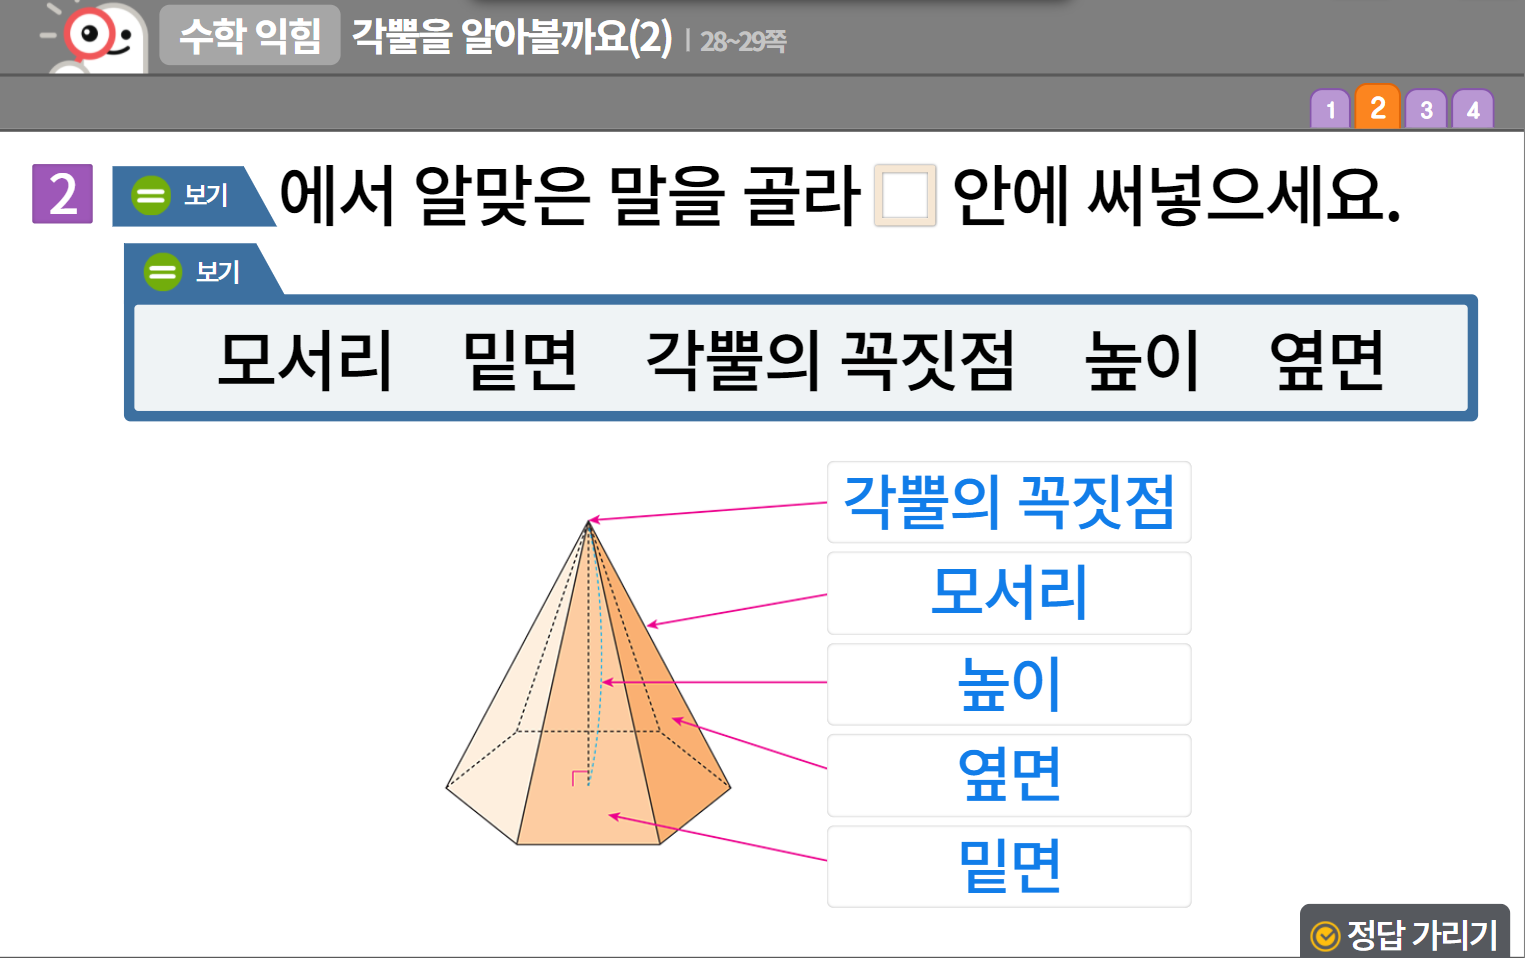 수학 익힘 각뿔을 알아볼까요(2) | 28~29쪽
1 2 3 4
2 보기 에서 알맞은 말을 골라 □ 안에 써넣으세요.
보기
모서리 밑면 각뿔의 꼭짓점 높이 옆면
각뿔의 꼭짓점
모서리
높이
옆면
밑면
정답 가리기